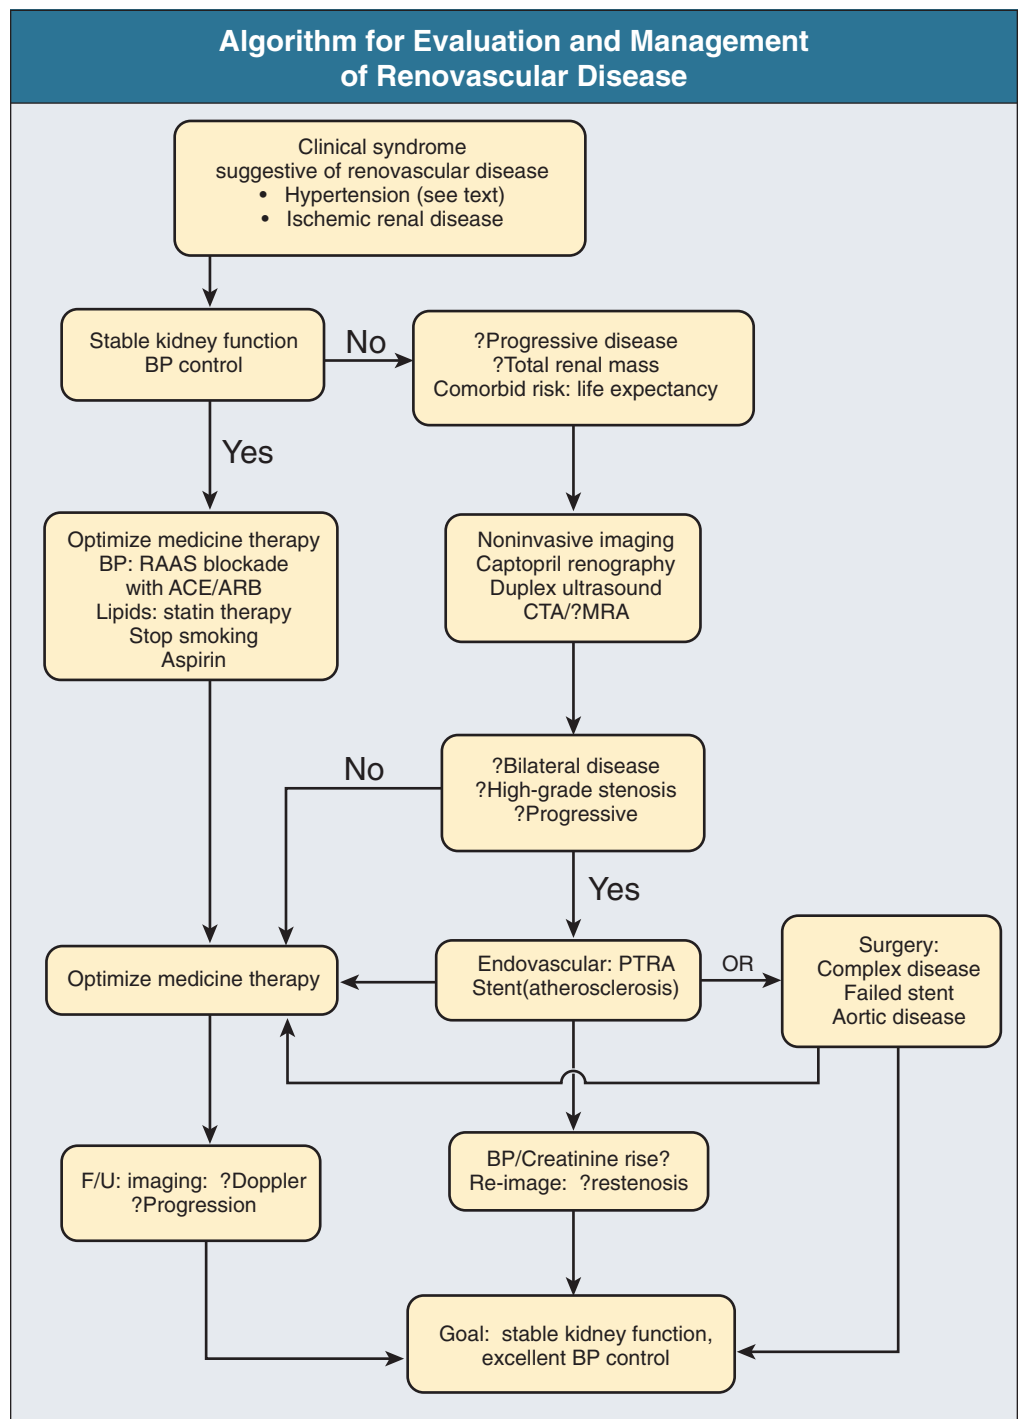 Algorithm for Evaluation and Management
of Renovascular Disease
Clinical syndrome
suggestive of renovascular disease
• Hypertension (see text)
• Ischemic renal disease
Stable kidney function
BP control
No
?Progressive disease
?Total renal mass
Comorbid risk: life expectancy
Yes
Optimize medicine therapy
BP: RAAS blockade
with ACE/ARB
Lipids: statin therapy
Stop smoking
Aspirin
Noninvasive imaging
Captopril renography
Duplex ultrasound
CTA/?MRA
No
?Bilateral disease
?High-grade stenosis
?Progressive
Yes
Optimize medicine therapy
Endovascular: PTRA
Stent(atherosclerosis)
OR
Surgery:
Complex disease
Failed stent
Aortic disease
F/U: imaging: ?Doppler
?Progression
BP/Creatinine rise?
Re-image: ?restenosis
Goal: stable kidney function,
excellent BP control